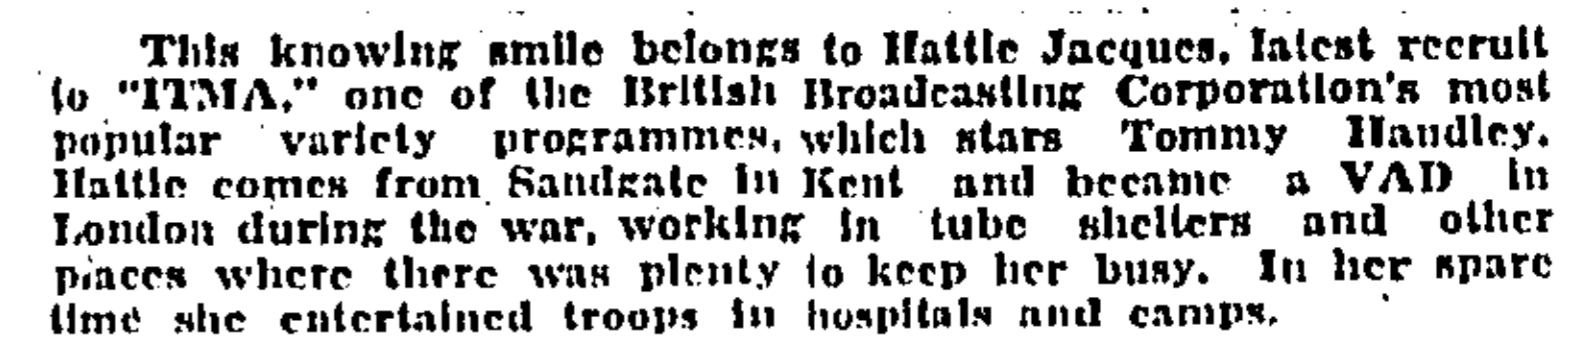 This knowing smile belongs to Hattie Jacques, latest recruit
to "ITMA," one of the British Broadcasting Corporation's most
popular variety programmes, which stars Tommy Handley.
Hattie comes from Sandgate in Kent and became a VAD in
London during the war, working in tube shelters and other
places where there was plenty to keep her busy. In her spare
time she entertained troops in hospitals and camps.